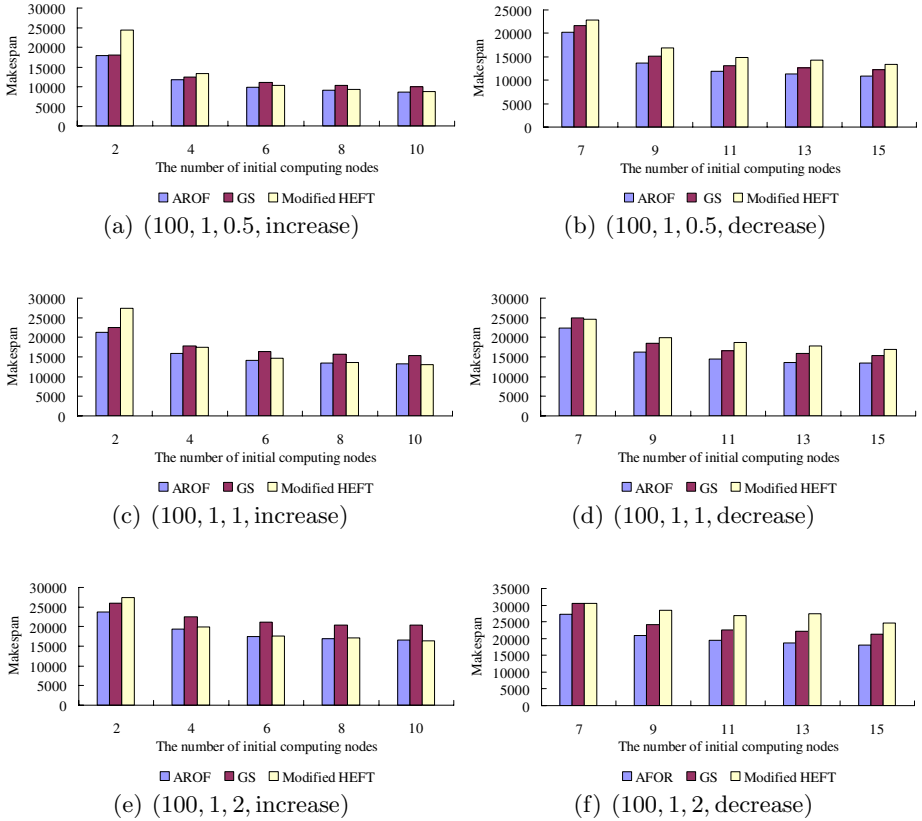 30000
25000
20000
15000
10000
5000
0
Makespan
2 4 6 8 10
The number of initial computing nodes
AROF GS Modified HEFT
(a) (100, 1, 0.5, increase)
25000
20000
15000
10000
5000
0
Makespan
7 9 11 13 15
The number of initial computing nodes
AROF GS Modified HEFT
(b) (100, 1, 0.5, decrease)
30000
25000
20000
15000
10000
5000
0
Makespan
2 4 6 8 10
The number of initial computing nodes
AROF GS Modified HEFT
(c) (100, 1, 1, increase)
30000
25000
20000
15000
10000
5000
0
Makespan
7 9 11 13 15
The number of initial computing nodes
AROF GS Modified HEFT
(d) (100, 1, 1, decrease)
30000
25000
20000
15000
10000
5000
0
Makespan
2 4 6 8 10
The number of initial computing nodes
AROF GS Modified HEFT
(e) (100, 1, 2, increase)
35000
30000
25000
20000
15000
10000
5000
0
Makespan
7 9 11 13 15
The number of initial computing nodes
AFOR GS Modified HEFT
(f) (100, 1, 2, decrease)